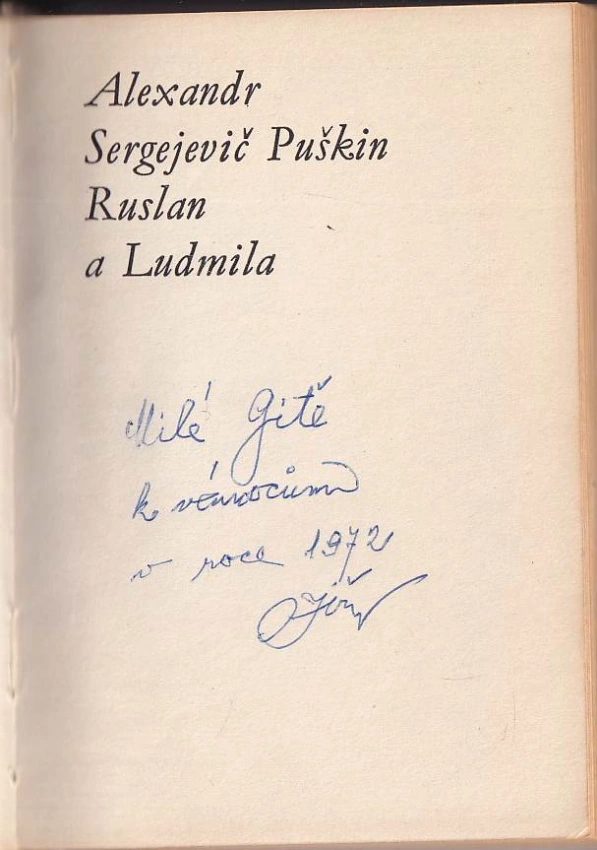 Alexandr
Sergejevič Puškin
Ruslan
a Ludmila
Milé Gitě
k vánocům
v roce 1972
Jiří